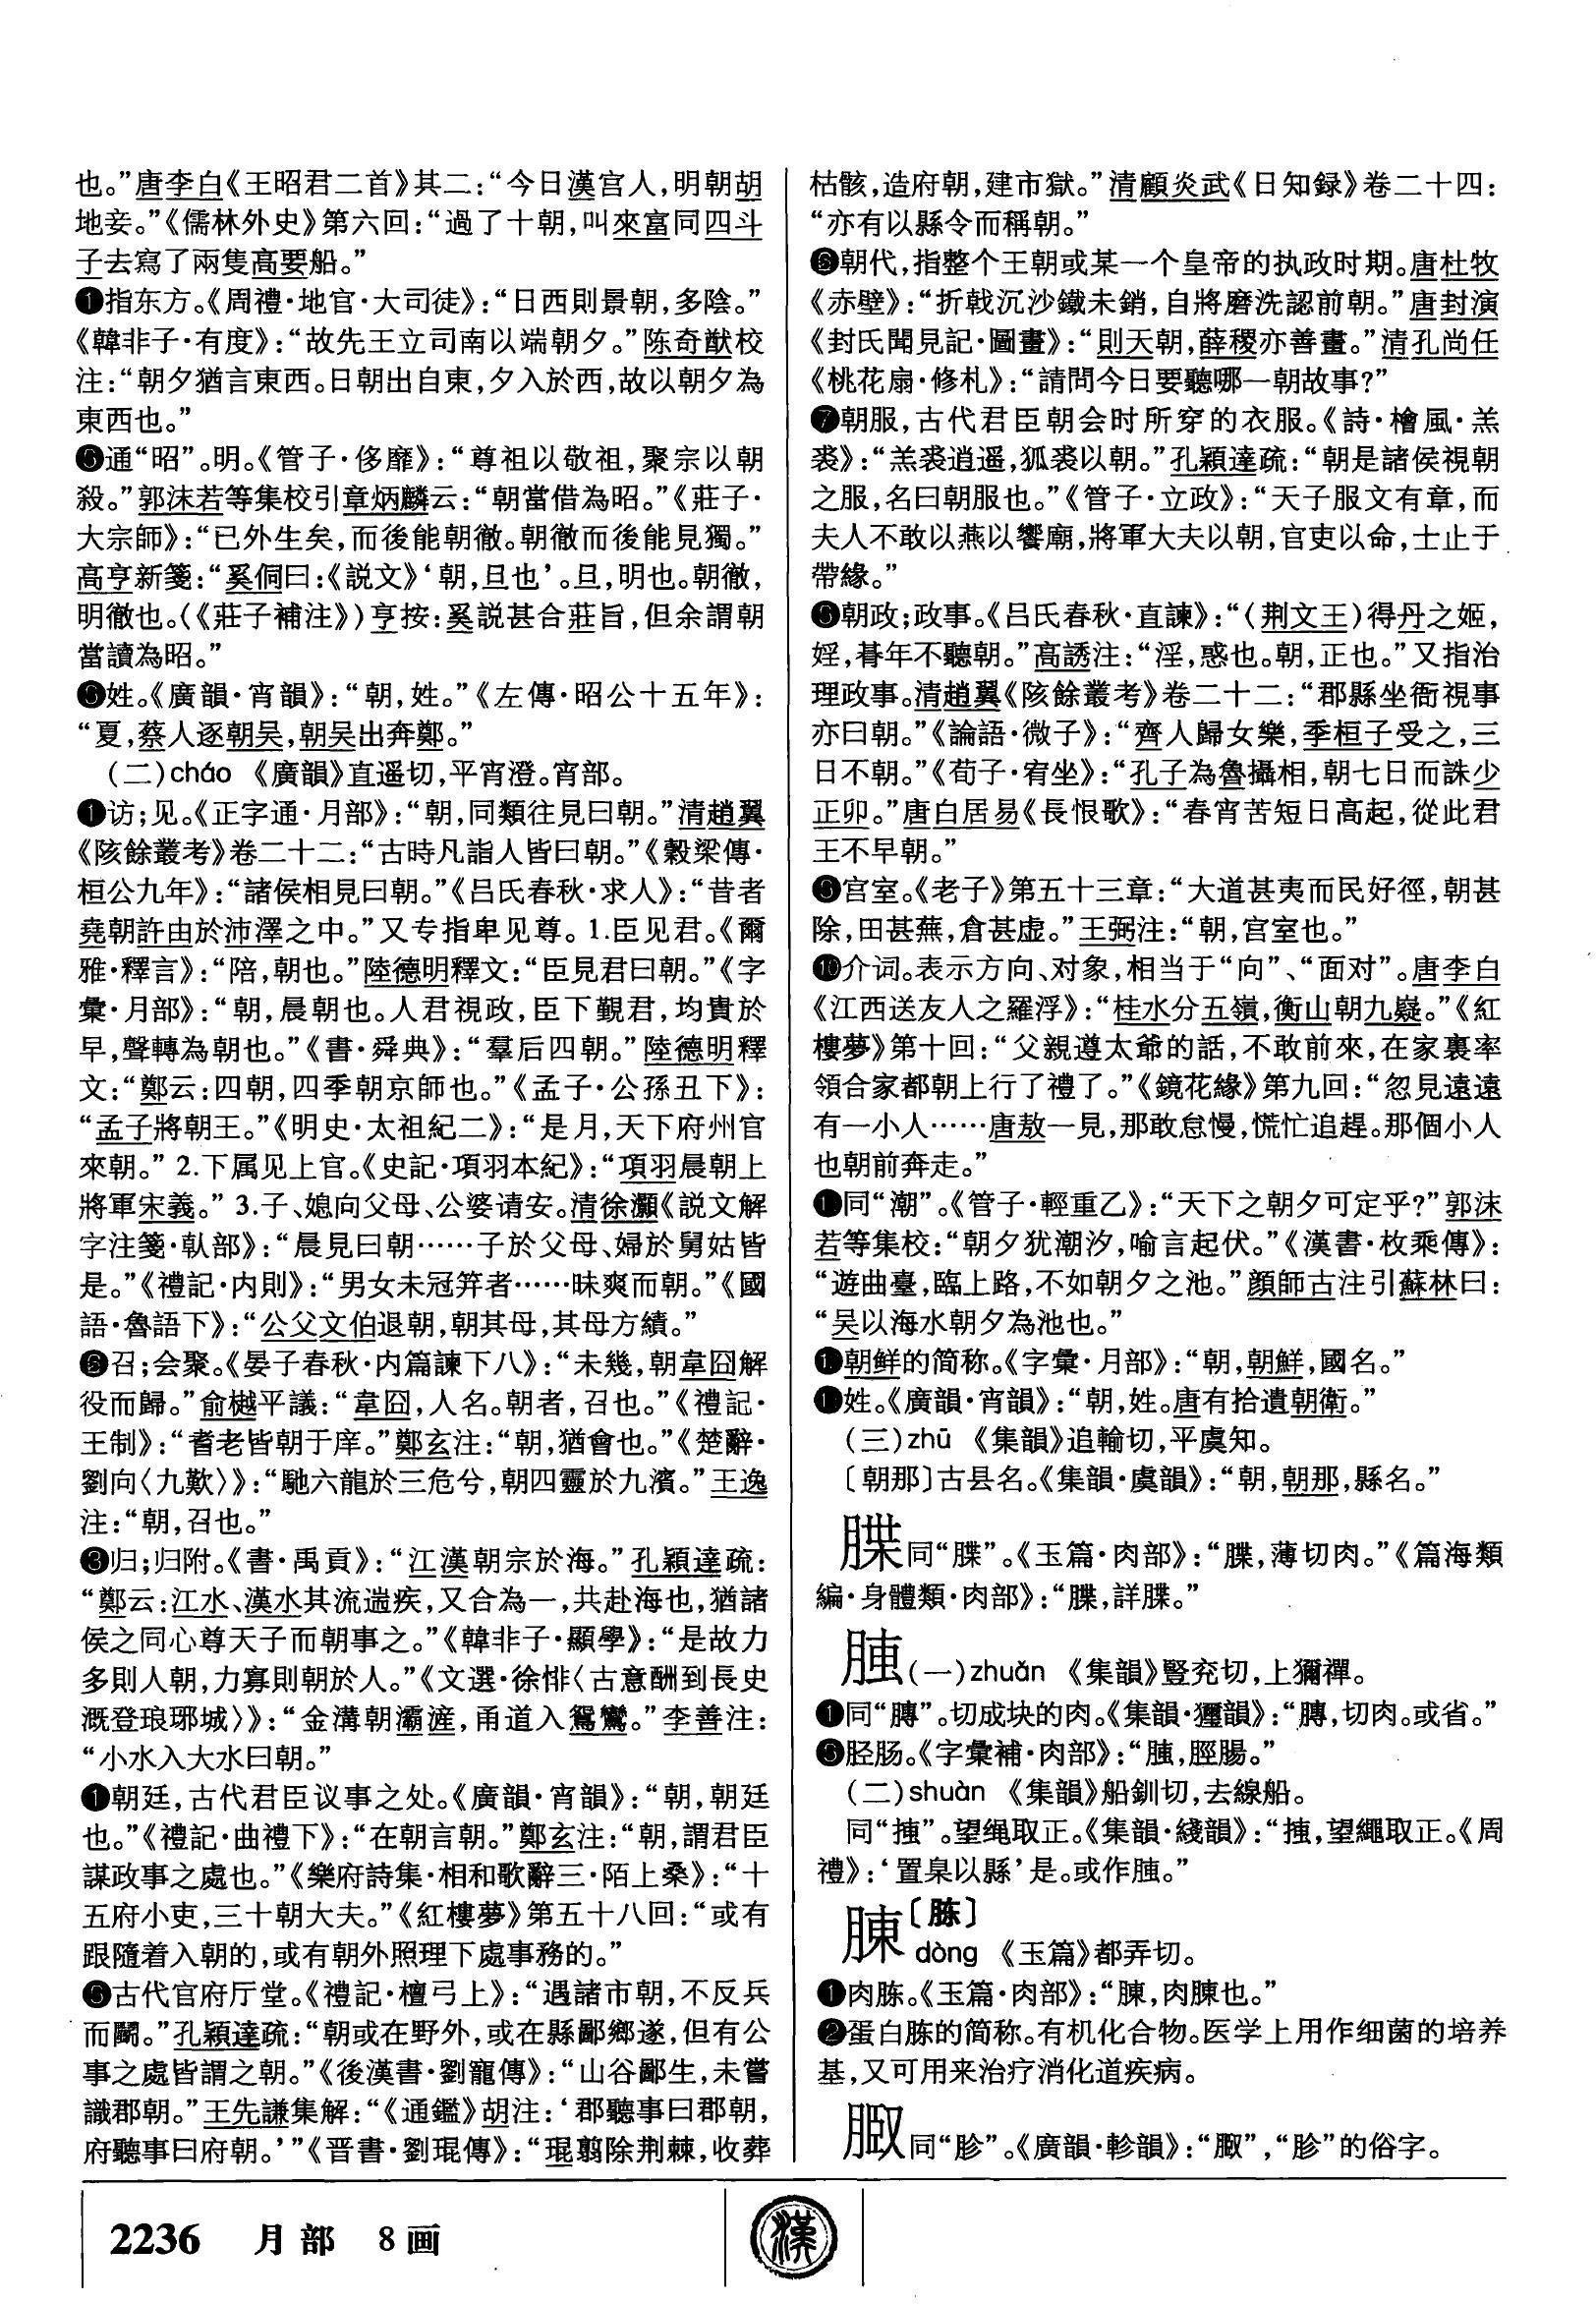 也。”唐李白《王昭君二首》其二：“今日漢宫人，明朝胡
地妾。”《儒林外史》第六回：“過了十朝，叫來富同四斗
子去寫了兩隻高要船。”
❶指东方。《周禮·地官·大司徒》：“日西則景朝，多陰。”
《韓非子·有度》：“故先王立司南以端朝夕。”陈奇猷校
注：“朝夕猶言東西。日朝出自東，夕入於西，故以朝夕為
東西也。”
❺通“昭”。明。《管子·侈靡》：“尊祖以敬祖，聚宗以朝
殺。”郭沫若等集校引章炳麟云：“朝當借為昭。”《莊子·
大宗師》：“已外生矣，而後能朝徹。朝徹而後能見獨。”
高亨新箋：“奚侗曰：《説文》‘朝，旦也’。旦，明也。朝徹，
明徹也。（《莊子補注》）亨按：奚説甚合莊旨，但余謂朝
當讀為昭。”
❻姓。《廣韻·宵韻》：“朝，姓。”《左傳·昭公十五年》：
“夏，蔡人逐朝吴，朝吴出奔鄭。”
（二）cháo 《廣韻》直遥切，平宵澄。宵部。
❶访；见。《正字通·月部》：“朝，同類往見曰朝。”清趙翼
《陔餘叢考》卷二十二：“古時凡詣人皆曰朝。”《穀梁傳·
桓公九年》：“諸侯相見曰朝。”《吕氏春秋·求人》：“昔者
堯朝許由於沛澤之中。”又专指卑见尊。1.臣见君。《爾
雅·釋言》：“陪，朝也。”陸德明釋文：“臣見君曰朝。”《字
彙·月部》：“朝，晨朝也。人君視政，臣下覲君，均貴於
早，聲轉為朝也。”《書·舜典》：“羣后四朝。”陸德明釋
文：“鄭云：四朝，四季朝京師也。”《孟子·公孫丑下》：
“孟子將朝王。”《明史·太祖紀二》：“是月，天下府州官
來朝。”2.下属见上官。《史記·項羽本紀》：“項羽晨朝上
將軍宋義。”3.子、媳向父母、公婆请安。清徐灝《説文解
字注箋·倝部》：“晨見曰朝……子於父母、婦於舅姑皆
是。”《禮記·内則》：“男女未冠笄者……昧爽而朝。”《國
語·魯語下》：“公父文伯退朝，朝其母，其母方績。”
❷召；会聚。《晏子春秋·内篇諫下八》：“未幾，朝韋囧解
役而歸。”俞樾平議：“韋囧，人名。朝者，召也。”《禮記·
王制》：“耆老皆朝于庠。”鄭玄注：“朝，猶會也。”《楚辭·
劉向〈九歎〉》：“馳六龍於三危兮，朝四靈於九濱。”王逸
注：“朝，召也。”
❸归；归附。《書·禹貢》：“江漢朝宗於海。”孔穎達疏：
“鄭云：江水、漢水其流遄疾，又合為一，共赴海也，猶諸
侯之同心尊天子而朝事之。”《韓非子·顯學》：“是故力
多則人朝，力寡則朝於人。”《文選·徐悱〈古意酬到長史
溉登琅琊城〉》：“金溝朝灞滻，甬道入鴛鸞。”李善注：
“小水入大水曰朝。”
❶朝廷，古代君臣议事之处。《廣韻·宵韻》：“朝，朝廷
也。”《禮記·曲禮下》：“在朝言朝。”鄭玄注：“朝，謂君臣
謀政事之處也。”《樂府詩集·相和歌辭三·陌上桑》：“十
五府小吏，三十朝大夫。”《紅樓夢》第五十八回：“或有
跟隨着入朝的，或有朝外照理下處事務的。”
❺古代官府厅堂。《禮記·檀弓上》：“遇諸市朝，不反兵
而鬭。”孔穎達疏：“朝或在野外，或在縣鄙鄉遂，但有公
事之處皆謂之朝。”《後漢書·劉寵傳》：“山谷鄙生，未嘗
識郡朝。”王先謙集解：“《通鑑》胡注：‘郡聽事曰郡朝，
府聽事曰府朝。’”《晋書·劉琨傳》：“琨翦除荆棘，收葬
枯骸，造府朝，建市獄。”清顧炎武《日知録》卷二十四：
“亦有以縣令而稱朝。”
❻朝代，指整个王朝或某一个皇帝的执政时期。唐杜牧
《赤壁》：“折戟沉沙鐵未銷，自將磨洗認前朝。”唐封演
《封氏聞見記·圖畫》：“則天朝，薛稷亦善畫。”清孔尚任
《桃花扇·修札》：“請問今日要聽哪一朝故事?”
❼朝服，古代君臣朝会时所穿的衣服。《詩·檜風·羔
裘》：“羔裘逍遥，狐裘以朝。”孔穎達疏：“朝是諸侯視朝
之服，名曰朝服也。”《管子·立政》：“天子服文有章，而
夫人不敢以燕以饗廟，將軍大夫以朝，官吏以命，士止于
帶緣。”
❽朝政；政事。《吕氏春秋·直諫》：“（荆文王）得丹之姬，
婬，朞年不聽朝。”高誘注：“淫，惑也。朝，正也。”又指治
理政事。清趙翼《陔餘叢考》卷二十二：“郡縣坐衙視事
亦曰朝。”《論語·微子》：“齊人歸女樂，季桓子受之，三
日不朝。”《荀子·宥坐》：“孔子為魯攝相，朝七日而誅少
正卯。”唐白居易《長恨歌》：“春宵苦短日高起，從此君
王不早朝。”
❾宫室。《老子》第五十三章：“大道甚夷而民好徑，朝甚
除，田甚蕪，倉甚虚。”王弼注：“朝，宫室也。”
❿介词。表示方向、对象，相当于“向”、“面对”。唐李白
《江西送友人之羅浮》：“桂水分五嶺，衡山朝九嶷。”《紅
樓夢》第十回：“父親遵太爺的話，不敢前來，在家裏率
領合家都朝上行了禮了。”《鏡花緣》第九回：“忽見遠遠
有一小人……唐敖一見，那敢怠慢，慌忙追趕。那個小人
也朝前奔走。”
⓫同“潮”。《管子·輕重乙》：“天下之朝夕可定乎?”郭沫
若等集校：“朝夕犹潮汐，喻言起伏。”《漢書·枚乘傳》：
“遊曲臺，臨上路，不如朝夕之池。”顔師古注引蘇林曰：
“吴以海水朝夕為池也。”
⓬朝鲜的简称。《字彙·月部》：“朝，朝鮮，國名。”
⓭姓。《廣韻·宵韻》：“朝，姓。唐有拾遺朝衛。”
（三）zhū 《集韻》追輸切，平虞知。
〔朝那〕古县名。《集韻·虞韻》：“朝，朝那，縣名。”
䐑同“牒”。《玉篇·肉部》：“䐑，薄切肉。”《篇海類
編·身體類·肉部》：“䐑，詳䐑。”
腪（一）zhuǎn 《集韻》豎兗切，上獮禪。
❶同“膞”。切成块的肉。《集韻·獮韻》：“膞，切肉。或省。”
❷胫肠。《字彙補·肉部》：“，脛腸。”
（二）shuàn 《集韻》船釧切，去線船。
同“”。望绳取正。《集韻·綫韻》：“，望繩取正。《周
禮》：‘置臬以縣’是。或作。”
腖〔胨〕
dòng 《玉篇》都弄切。
❶肉胨。《玉篇·肉部》：“腖，肉腖也。”
❷蛋白胨的简称。有机化合物。医学上用作细菌的培养
基，又可用来治疗消化道疾病。
同“胗”。《廣韻·軫韻》：“”，“胗”的俗字。
2236 月部 8画
漢